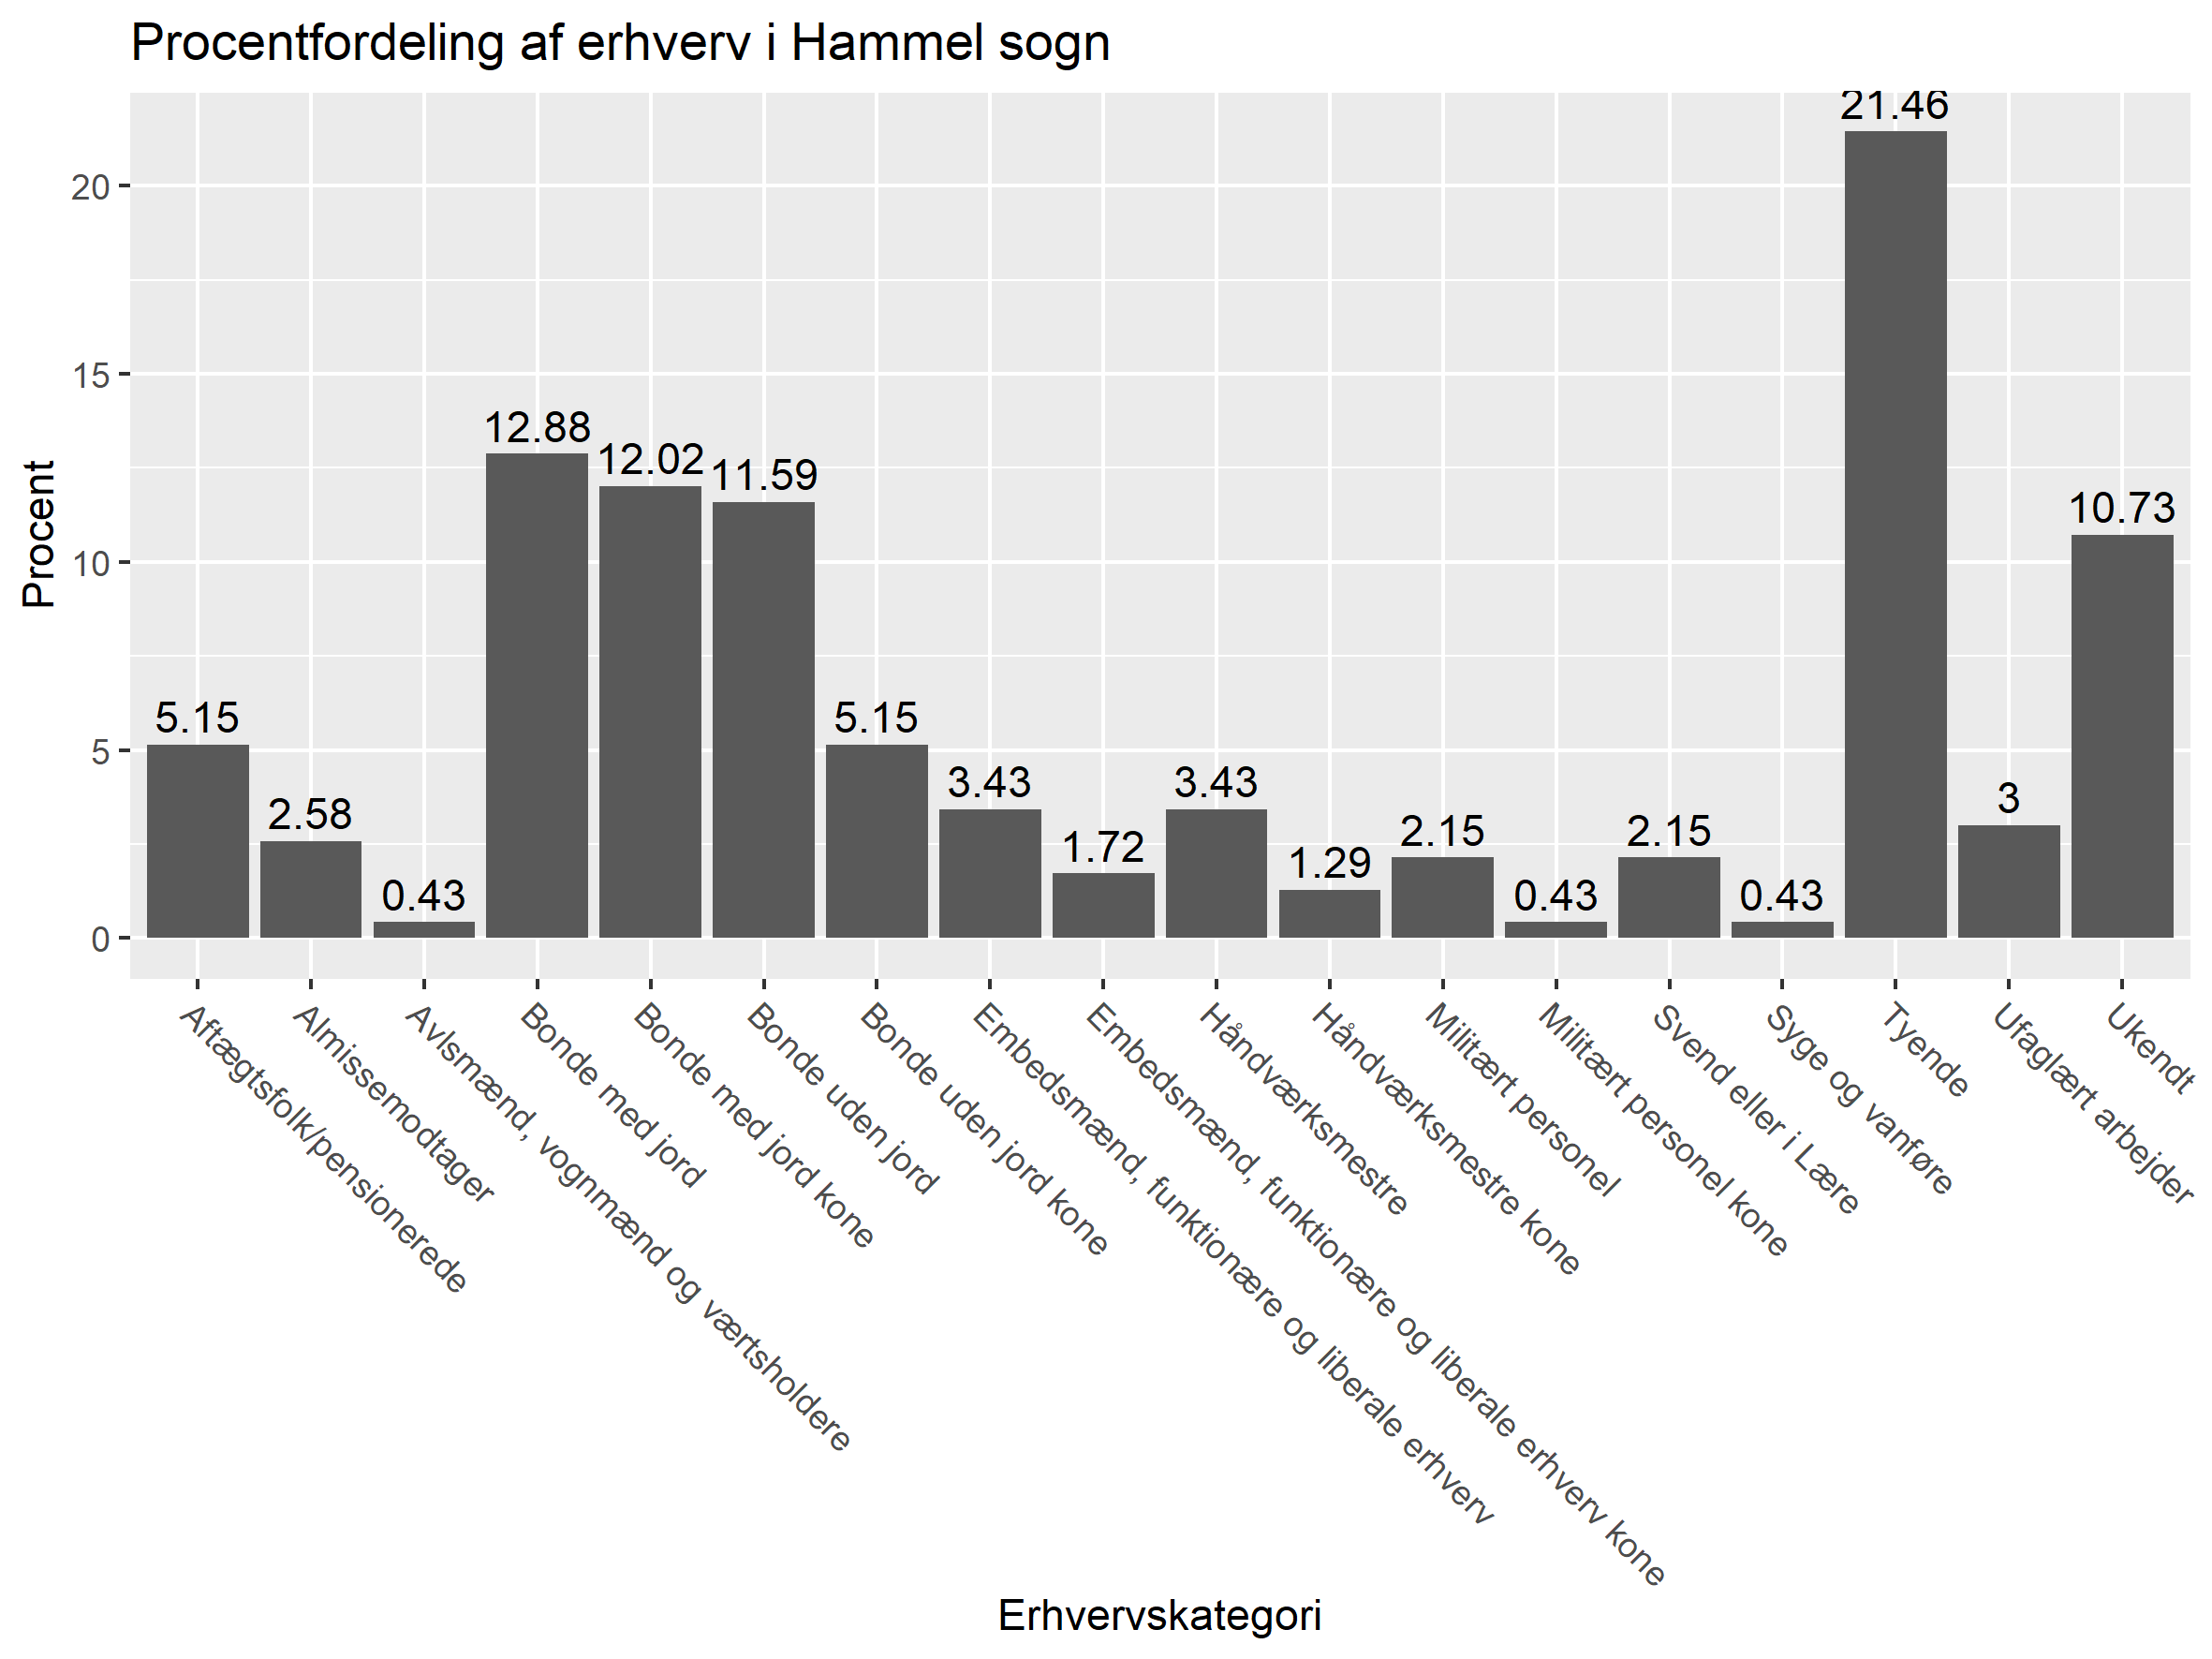 Procentfordeling af erhverv i Hammel sogn
Procent
20
15
10
5
0
5.15
2.58
0.43
12.88
12.02
11.59
5.15
3.43
1.72
3.43
1.29
2.15
0.43
2.15
0.43
21.46
3
10.73
Aftægtsfolk/pensionerede
Almissemodtager
Avlsmænd, vognmænd og værtsholdere
Bonde med jord
Bonde med jord kone
Bonde uden jord
Bonde uden jord kone
Embedsmænd, funktionære og liberale erhverv
Embedsmænd, funktionære og liberale erhverv kone
Håndværksmestre
Håndværksmestre kone
Militært personel
Militært personel kone
Svend eller i Lære
Syge og vanføre
Tyende
Ufaglært arbejder
Ukendt
Erhvervskategori